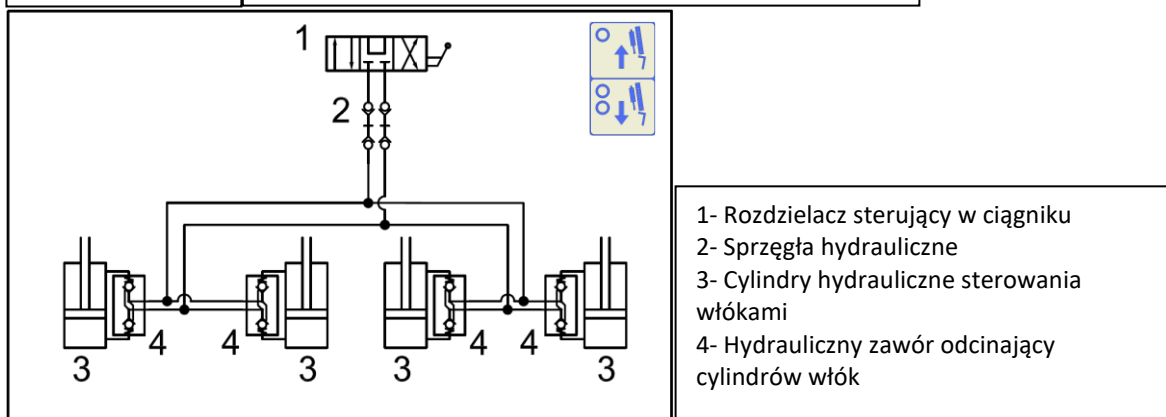 1
2
3
4
4
3
3
4
4
3
1- Rozdzielacz sterujący w ciągniku
2- Sprzęgła hydrauliczne
3- Cylindry hydrauliczne sterowania
włókami
4- Hydrauliczny zawór odcinający
cylindrów włók